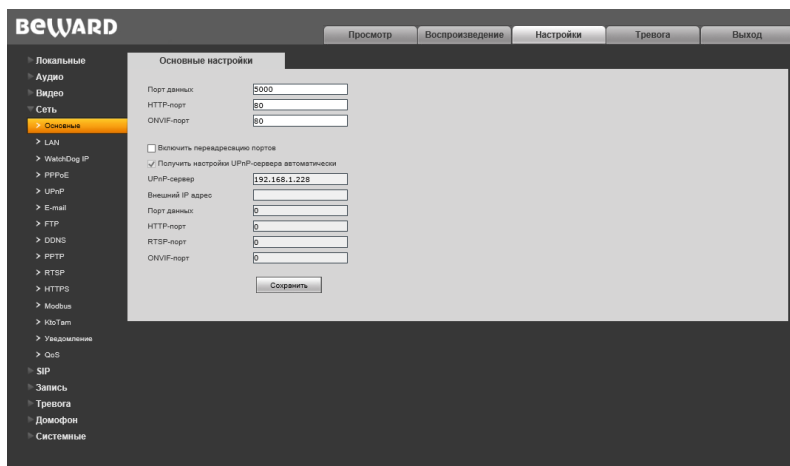 BEWARD
Просмотр Воспроизведение Настройки Тревога Выход
Локальные
Аудио
Видео
Сеть
Основные
LAN
WatchDog IP
PPPoE
UPnP
E-mail
FTP
DDNS
PPTP
RTSP
HTTPS
Modbus
KtoTam
Уведомление
QoS
SIP
Запись
Тревога
Домофон
Системные
Основные настройки
Порт данных 5000
HTTP-порт 80
ONVIF-порт 80
Включить переадресацию портов
Получить настройки UPnP-сервера автоматически
UPnP-сервер 192.168.1.228
Внешний IP адрес
Порт данных 0
HTTP-порт 0
RTSP-порт 0
ONVIF-порт 0
Сохранить